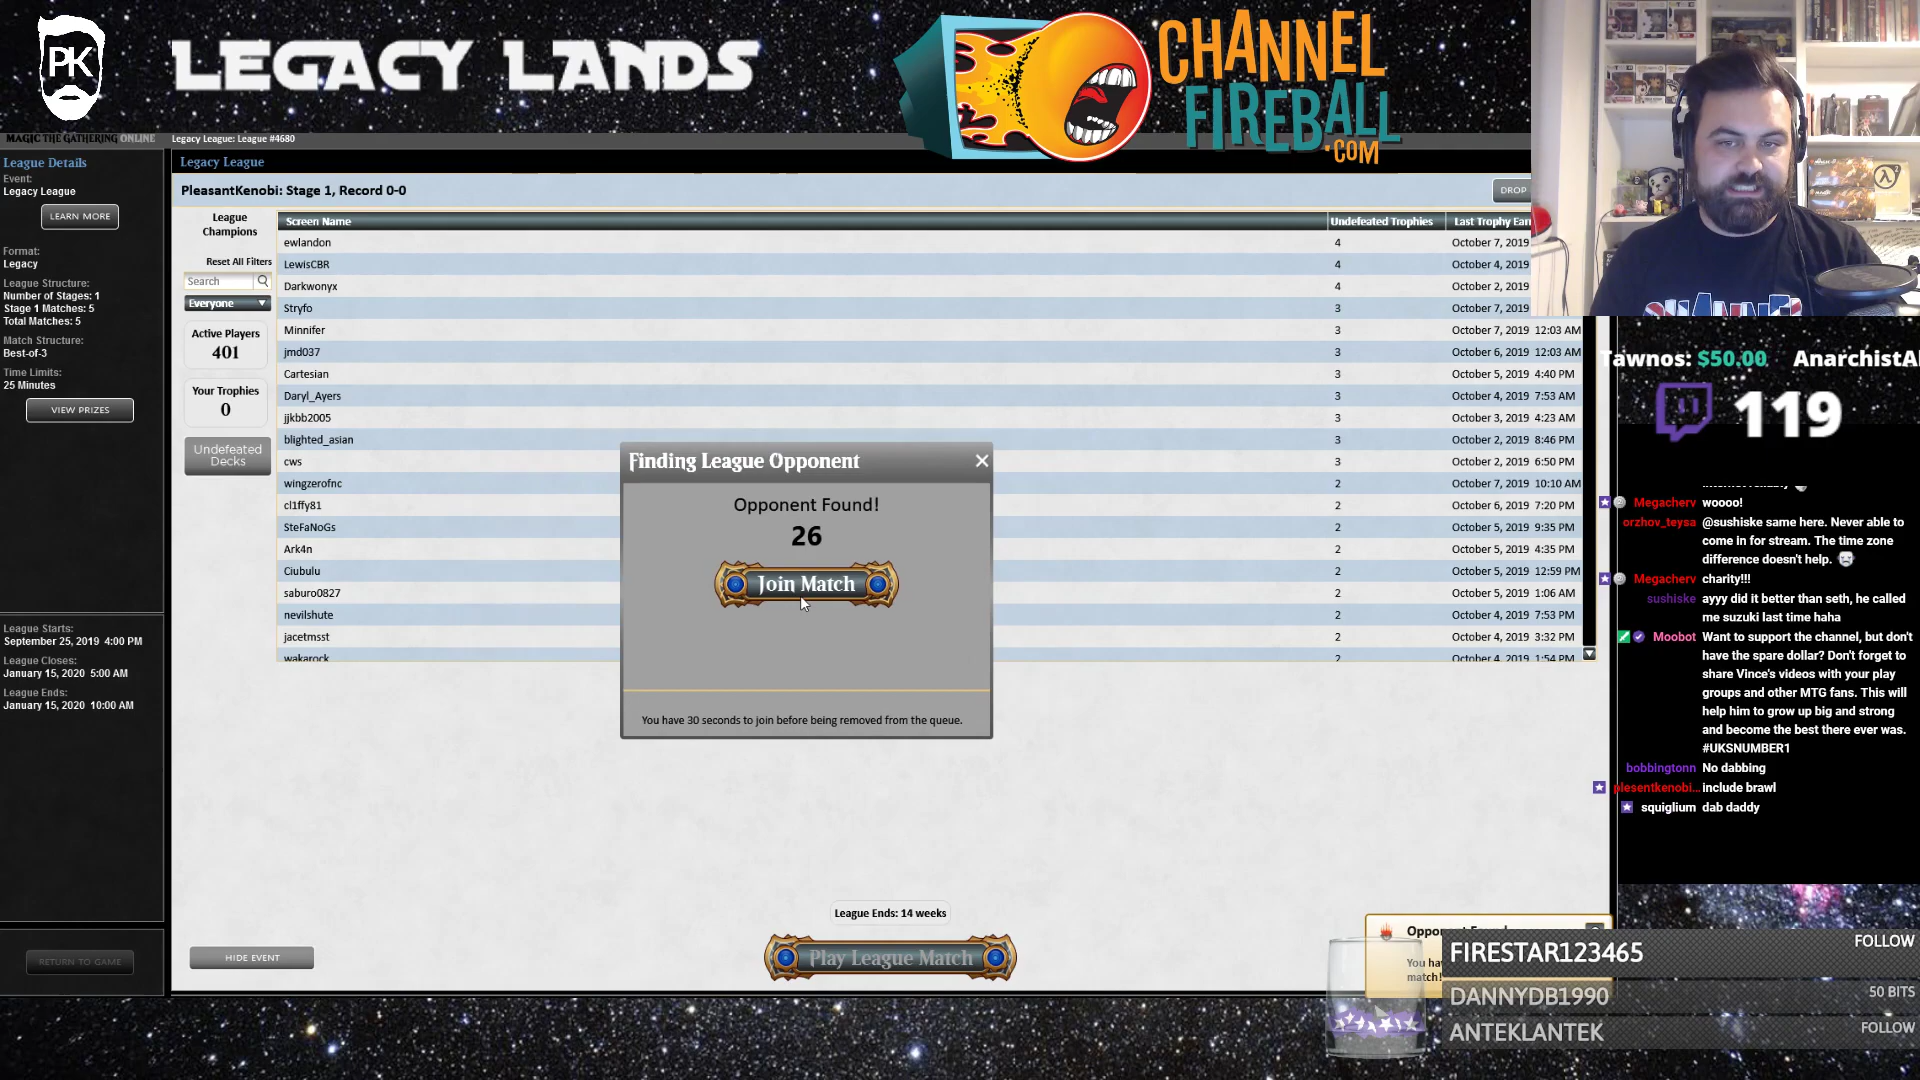 PK
LEGACY LANDS
CHANNEL
FIREBALL
.COM
MAGIC THE GATHERING ONLINE
Legacy League: League #4680
League Details
Event:
Legacy League
LEARN MORE
Format:
Legacy
League Structure:
Number of Stages: 1
Stage 1 Matches: 5
Total Matches: 5
Match Structure:
Best-of-3
Time Limits:
25 Minutes
VIEW PRIZES
League Starts:
September 25, 2019 4:00 PM
League Closes:
January 15, 2020 5:00 AM
League Ends:
January 15, 2020 10:00 AM
RETURN TO GAME
Legacy League
PleasantKenobi: Stage 1, Record 0-0
DROP
League
Champions
Reset All Filters
Search
Everyone
Active Players
401
Your Trophies
0
Undefeated
Decks
Screen Name Undefeated Trophies Last Trophy Ear
ewlandon 4 October 7, 2019
LewisCBR 4 October 4, 2019
Darkwonyx 4 October 2, 2019
Stryfo 3 October 7, 2019
Minnifer 3 October 7, 2019 12:03 AM
jmd037 3 October 6, 2019 12:03 AM
Cartesian 3 October 5, 2019 4:40 PM
Daryl_Ayers 3 October 4, 2019 7:53 AM
jjkbb2005 3 October 3, 2019 4:23 AM
blighted_asian 3 October 2, 2019 8:46 PM
cws 3 October 2, 2019 6:50 PM
wingzerofnc 2 October 7, 2019 10:10 AM
cl1ffy81 2 October 6, 2019 7:20 PM
SteFaNoGs 2 October 5, 2019 9:35 PM
Ark4n 2 October 5, 2019 4:35 PM
Ciubulu 2 October 5, 2019 12:59 PM
saburo0827 2 October 5, 2019 1:06 AM
nevilshute 2 October 4, 2019 7:53 PM
jacetmsst 2 October 4, 2019 3:32 PM
wakarock 2 October 4, 2019 1:54 PM
Finding League Opponent
Opponent Found!
26
Join Match
You have 30 seconds to join before being removed from the queue.
League Ends: 14 weeks
HIDE EVENT
Play League Match
Tawnos: $50.00 AnarchistA
119
Megacherv woooo!
orzhov_teysa @sushiske same here. Never able to
come in for stream. The time zone
difference doesn't help.
Megacherv charity!!!
sushiske ayyy did it better than seth, he called
me suzuki last time haha
Moobot Want to support the channel, but don't
have the spare dollar? Don't forget to
share Vince's videos with your play
groups and other MTG fans. This will
help him to grow up big and strong
and become the best there ever was.
#UKSNUMBER1
bobbingtonn No dabbing
plesentkenobi... include brawl
squiglium dab daddy
You ha
match!
FIRESTAR123465 FOLLOW
DANNYDB1990 50 BITS
ANTEKLANTEK FOLLOW